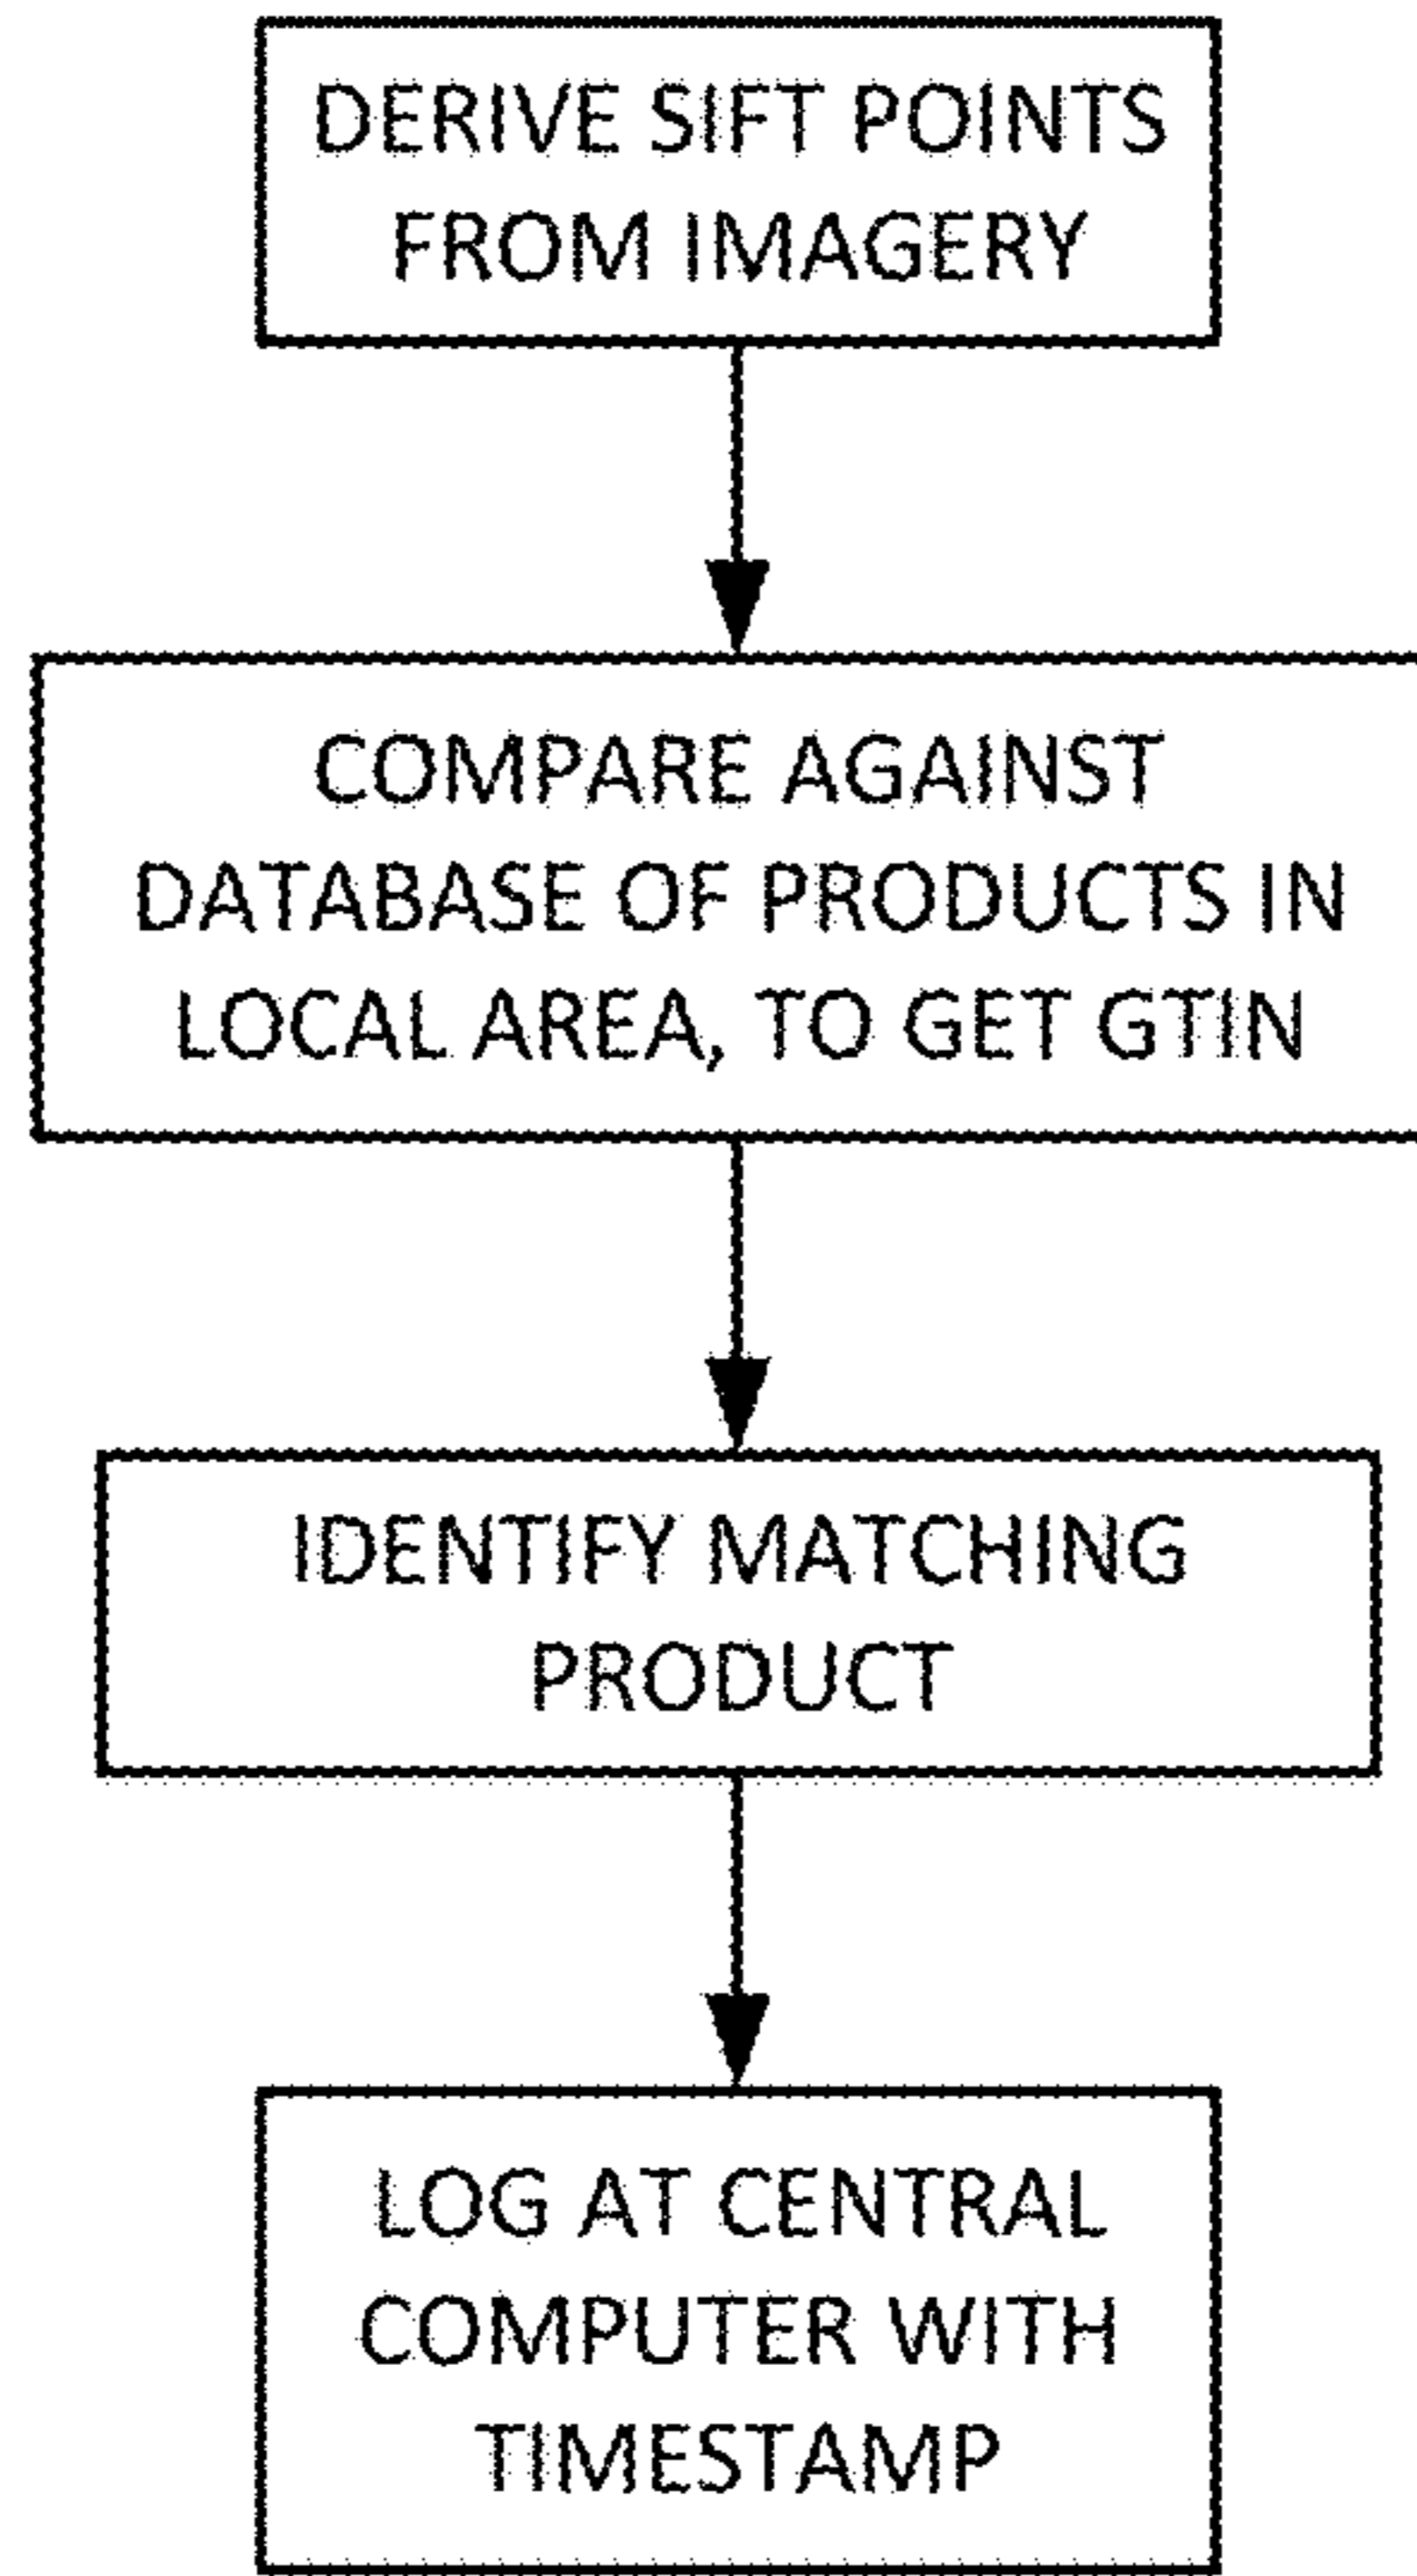 DERIVE SIFT POINTS
FROM IMAGERY
COMPARE AGAINST
DATABASE OF PRODUCTS IN
LOCAL AREA, TO GET GTIN
IDENTIFY MATCHING
PRODUCT
LOG AT CENTRAL
COMPUTER WITH
TIMESTAMP